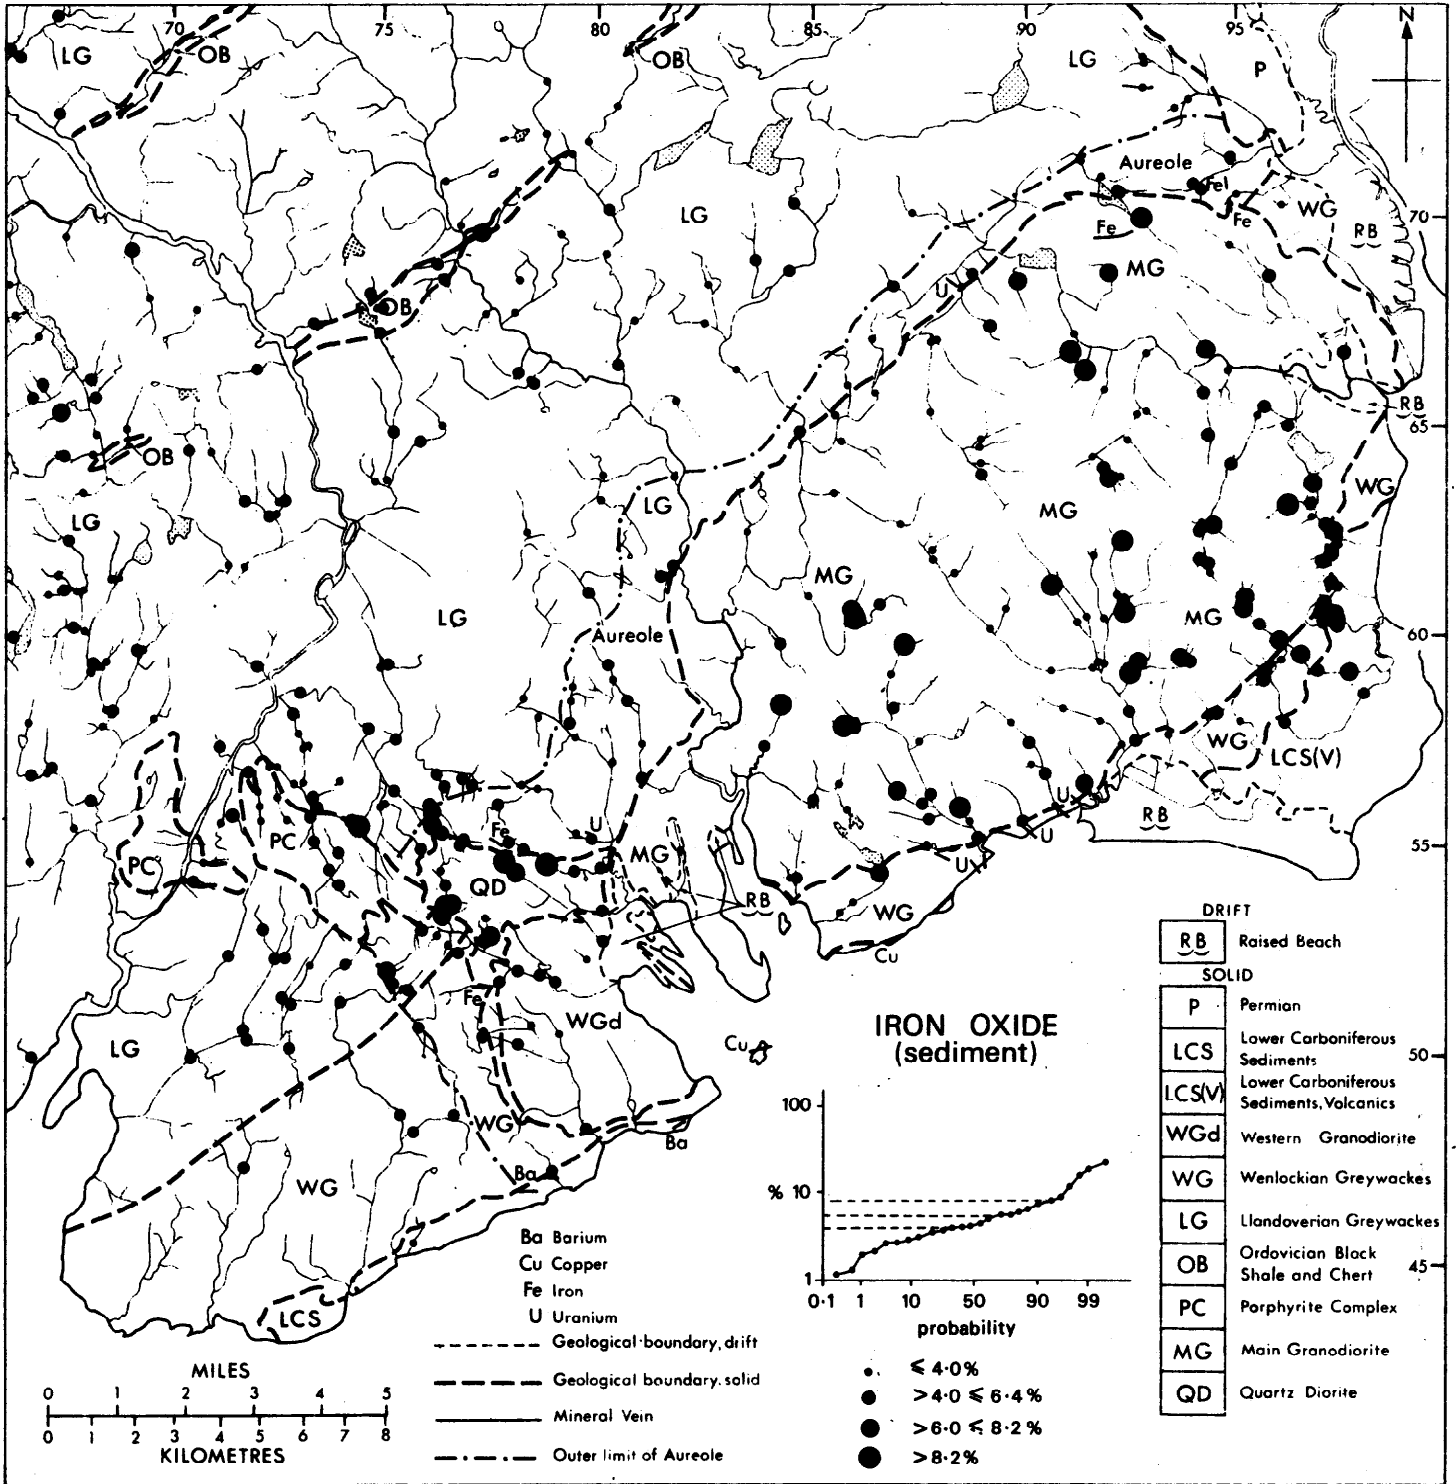 70 75 80 85 90 95 N
LG OB OB LG P
Aureole
Fe
LG WG
Fe Fe RB
70
MG
U
OB
RB
65
OB
WG
LG
LG
MG
MG
LG MG
60
Aureole
WG
LCS(V)
U
PC Fe U RB
U
MG
PC 55
U
QD
RB
WG
Cu
Fe
WGd
LG
Cu
50
WG
Ba
Ba
WG
45
LCS
DRIFT
RB Raised Beach
SOLID
P Permian
LCS Lower Carboniferous
Sediments
LCS(V) Lower Carboniferous
Sediments, Volcanics
WGd Western Granodiorite
WG Wenlockian Greywackes
LG Llandoverian Greywackes
OB Ordovician Block
Shale and Chert
PC Porphyrite Complex
MG Main Granodiorite
QD Quartz Diorite
IRON OXIDE
(sediment)
100
% 10
1
0·1 1 10 50 90 99
probability
≤ 4·0%
>4·0 ≤ 6·4%
>6·0 ≤ 8·2%
>8·2%
Ba Barium
Cu Copper
Fe Iron
U Uranium
Geological boundary, drift
Geological boundary. solid
Mineral Vein
Outer limit of Aureole
MILES
0 1 2 3 4 5
0 1 2 3 4 5 6 7 8
KILOMETRES